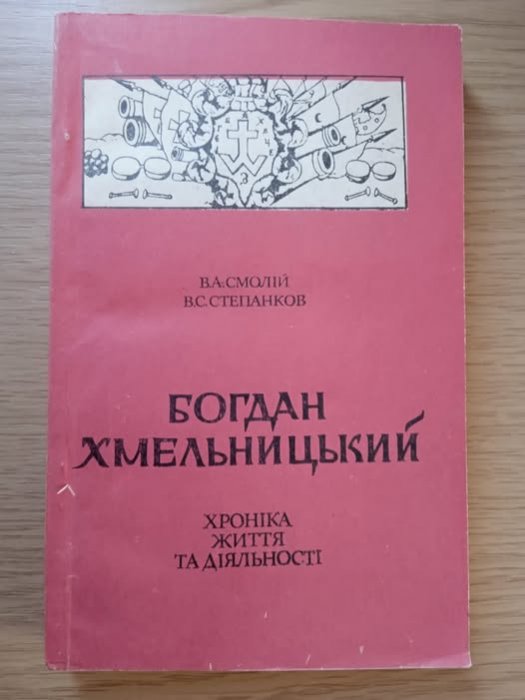 В.А.СМОЛІЙ
В.С.СТЕПАНКОВ
БОГДАН
ХМЕЛЬНИЦЬКИЙ
ХРОНІКА
ЖИТТЯ
ТА ДІЯЛЬНОСТІ